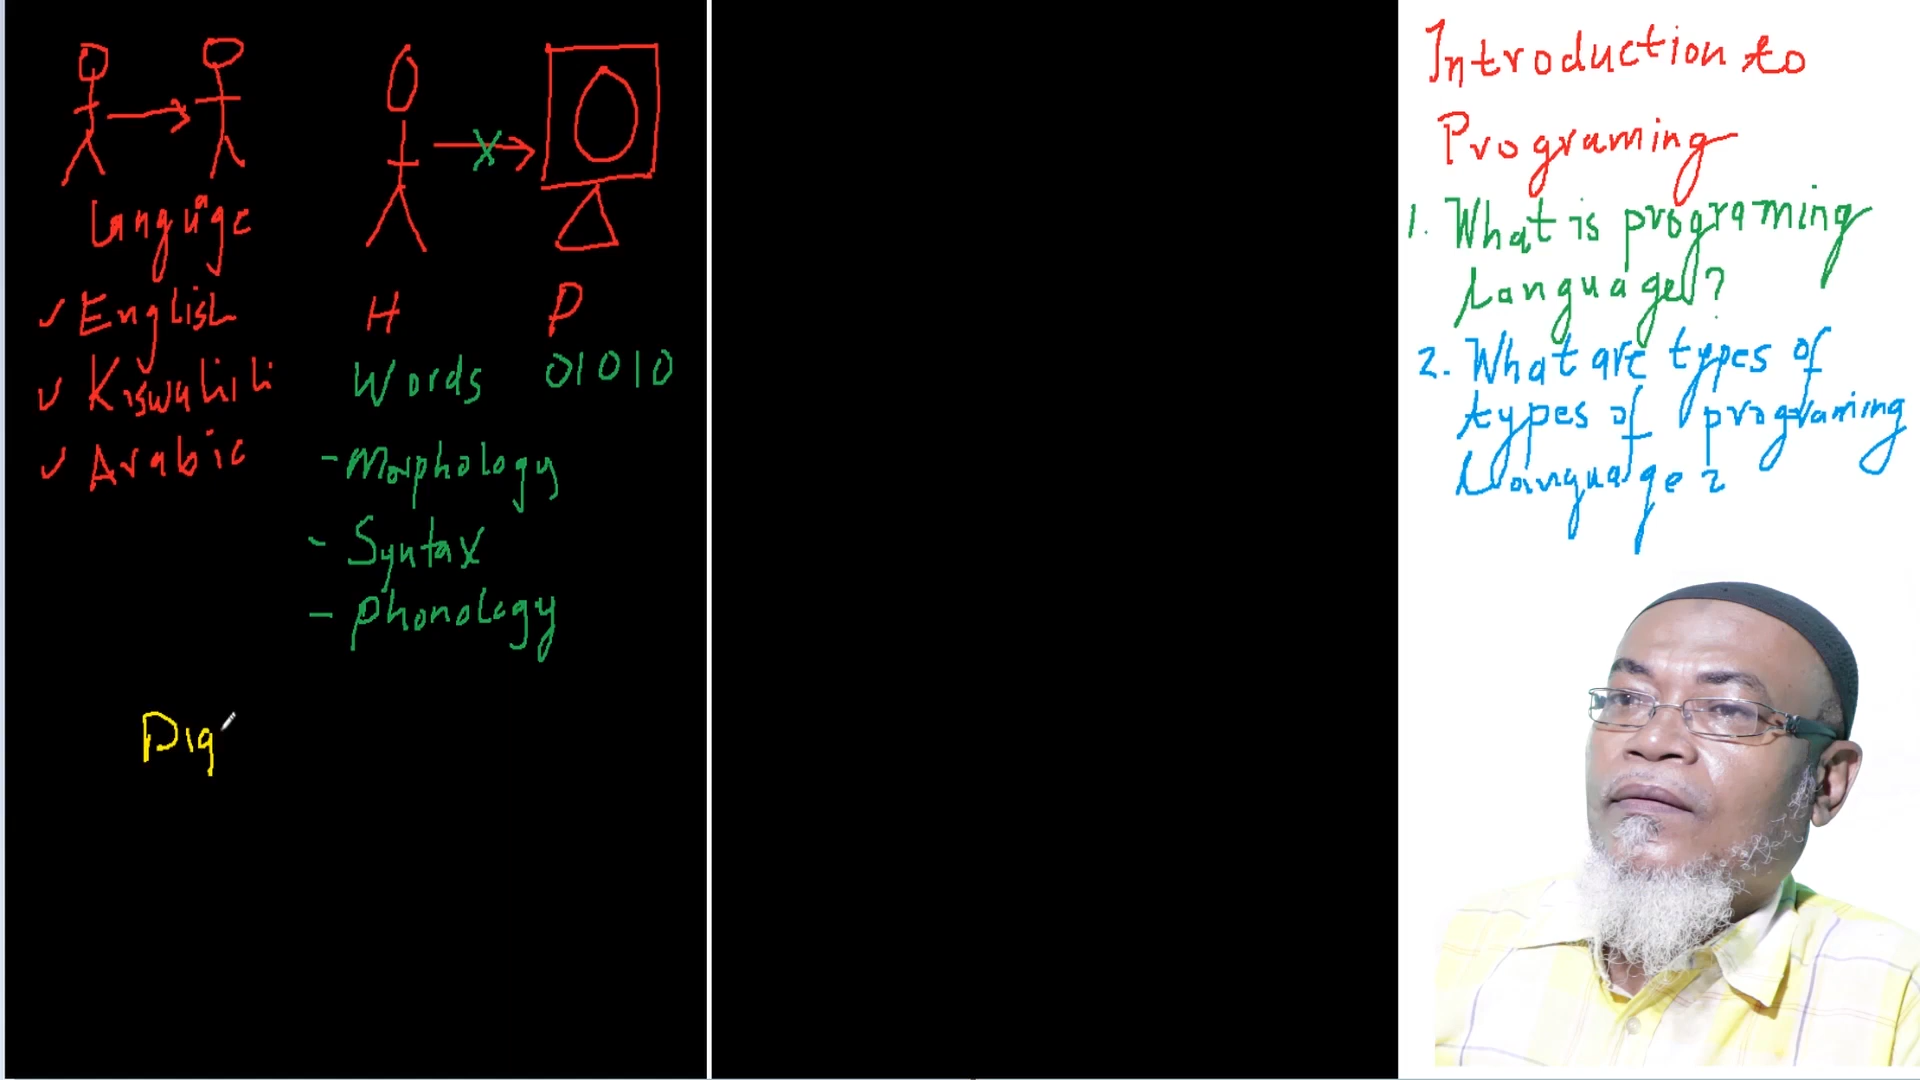 Language
✓ English
✓ Kiswahili
✓ Arabic
H P
Words 01010
- Morphology
- Syntax
- phonology
Dig
Introduction to
Programing
1. What is programing
Language?
2. What are types of
types of programing
Language ?